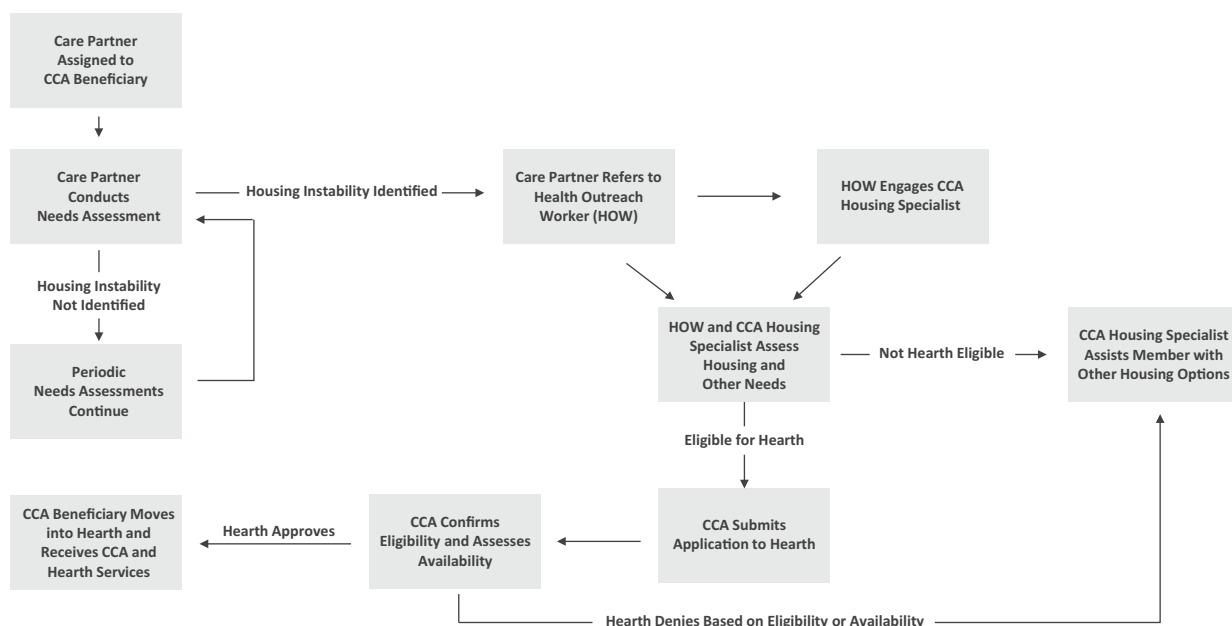 Care Partner
Assigned to
CCA Beneficiary
Care Partner
Conducts
Needs Assessment
Housing Instability Identified
Care Partner Refers to
Health Outreach
Worker (HOW)
HOW Engages CCA
Housing Specialist
Housing Instability
Not Identified
Periodic
Needs Assessments
Continue
HOW and CCA Housing
Specialist Assess
Housing and
Other Needs
Not Hearth Eligible
CCA Housing Specialist
Assists Member with
Other Housing Options
Eligible for Hearth
CCA Submits
Application to Hearth
CCA Confirms
Eligibility and Assesses
Availability
Hearth Approves
CCA Beneficiary Moves
into Hearth and
Receives CCA and
Hearth Services
Hearth Denies Based on Eligibility or Availability